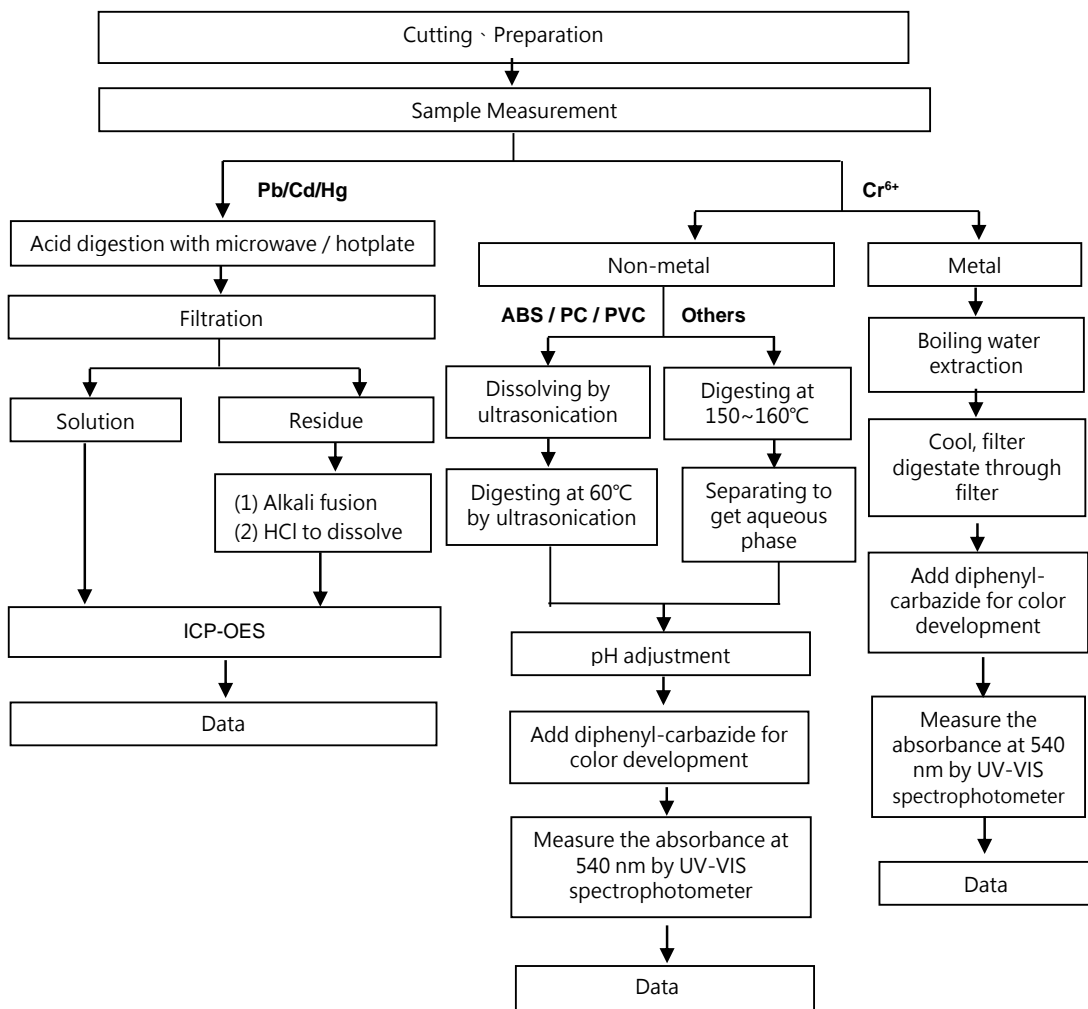 Cutting、Preparation
Sample Measurement
Pb/Cd/Hg
Cr⁶⁺
Acid digestion with microwave / hotplate
Non-metal
Metal
Filtration
ABS / PC / PVC
Others
Boiling water
extraction
Solution
Residue
Dissolving by
ultrasonication
Digesting at
150~160℃
Cool, filter
digestate through
filter
(1) Alkali fusion
(2) HCl to dissolve
Digesting at 60℃
by ultrasonication
Separating to
get aqueous
phase
Add diphenyl-
carbazide for color
development
ICP-OES
pH adjustment
Data
Add diphenyl-carbazide for
color development
Measure the
absorbance at 540
nm by UV-VIS
spectrophotometer
Measure the absorbance at
540 nm by UV-VIS
spectrophotometer
Data
Data